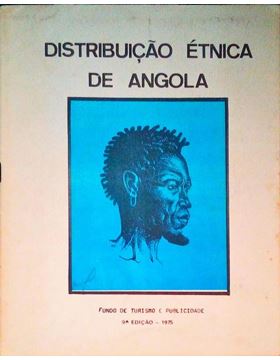 DISTRIBUIÇÃO ÉTNICA
DE ANGOLA
FUNDO DE TURISMO E PUBLICIDADE
9ª EDIÇÃO - 1975